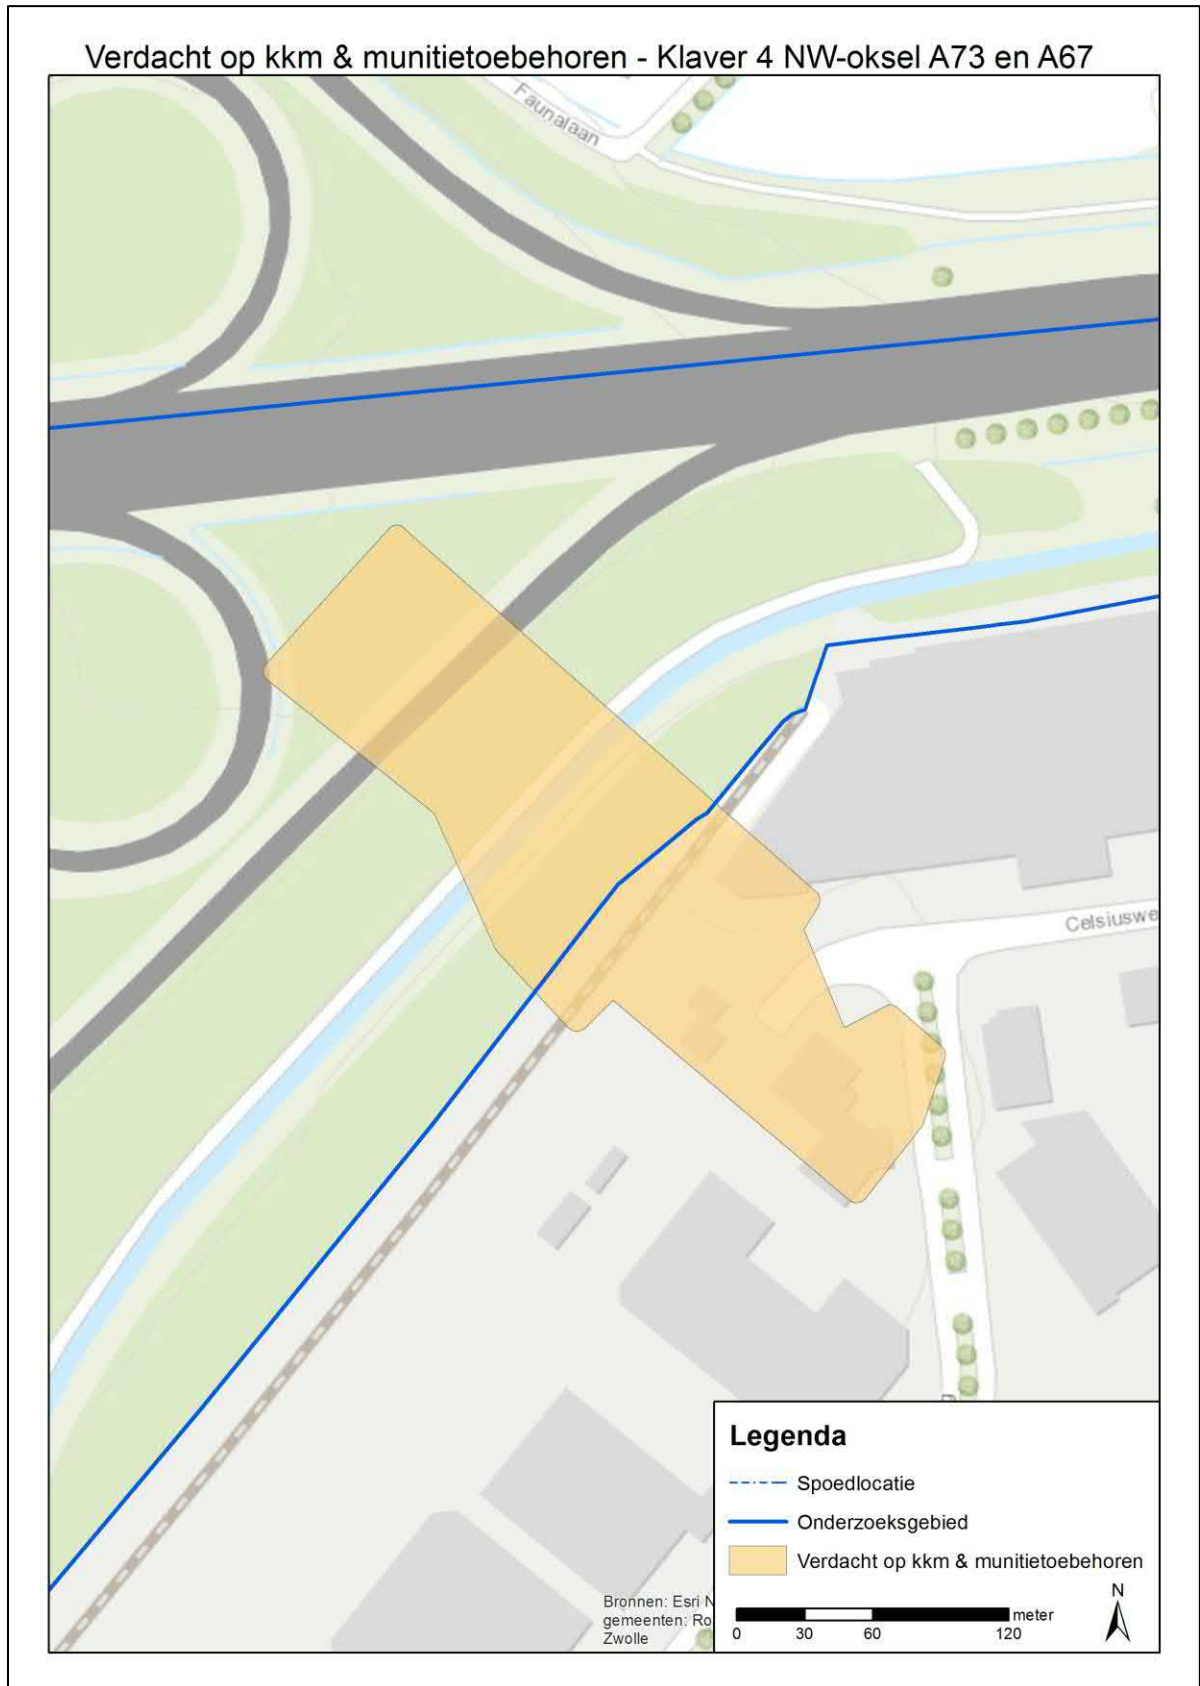 Verdacht op kkm & munitietoebehoren - Klaver 4 NW-oksel A73 en A67
Faunalaan
Celsiuswe
Legenda
Spoedlocatie
Onderzoeksgebied
Verdacht op kkm & munitietoebehoren
Bronnen: Esri N
gemeenten: Ro
Zwolle
0 30 60 120 meter
N